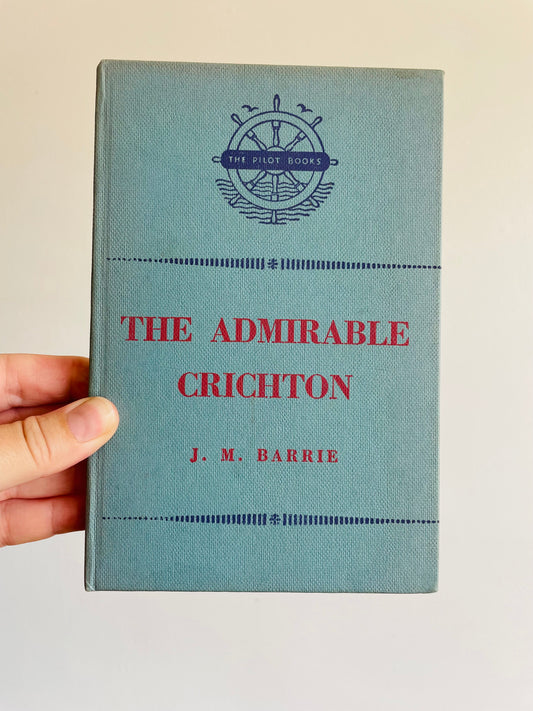 THE PILOT BOOKS
THE ADMIRABLE
CRICHTON
J. M. BARRIE